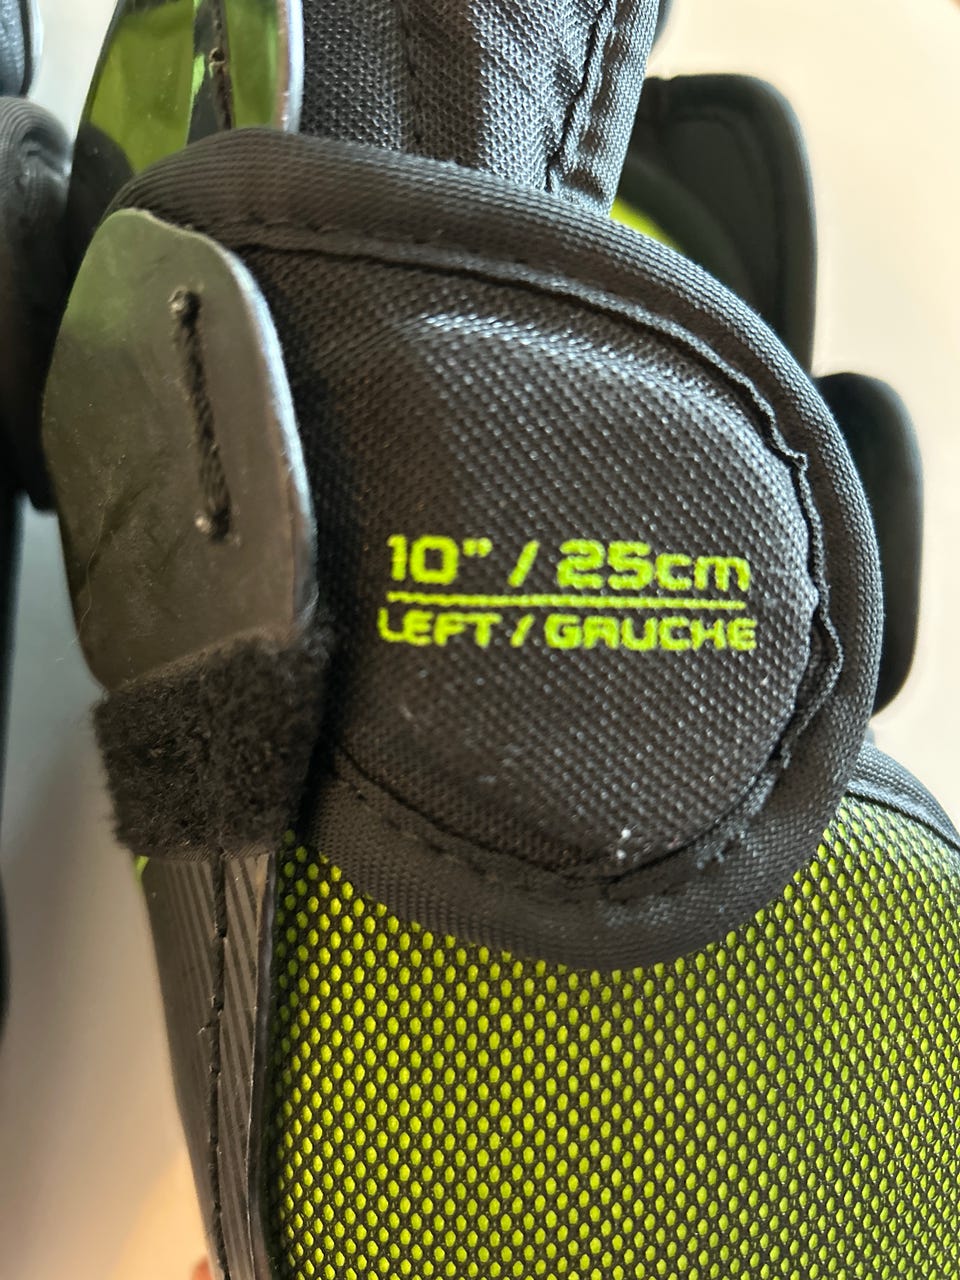 10" / 25cm
LEFT / GAUCHE